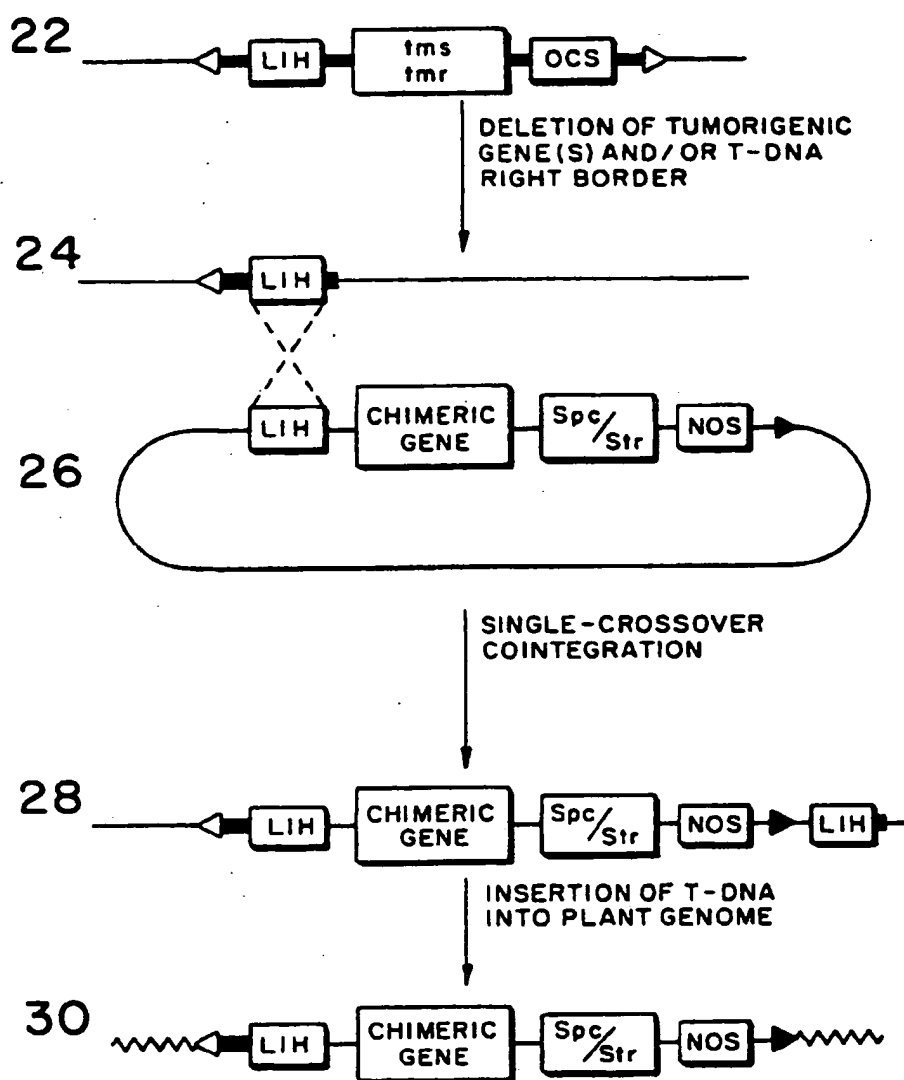 22
LIH
tms
tmr
OCS
DELETION OF TUMORIGENIC
GENE(S) AND/OR T-DNA
RIGHT BORDER
24
LIH
LIH
CHIMERIC
GENE
Spc/Str
NOS
26
SINGLE-CROSSOVER
COINTEGRATION
28
LIH
CHIMERIC
GENE
Spc/Str
NOS
LIH
INSERTION OF T-DNA
INTO PLANT GENOME
30
LIH
CHIMERIC
GENE
Spc/Str
NOS